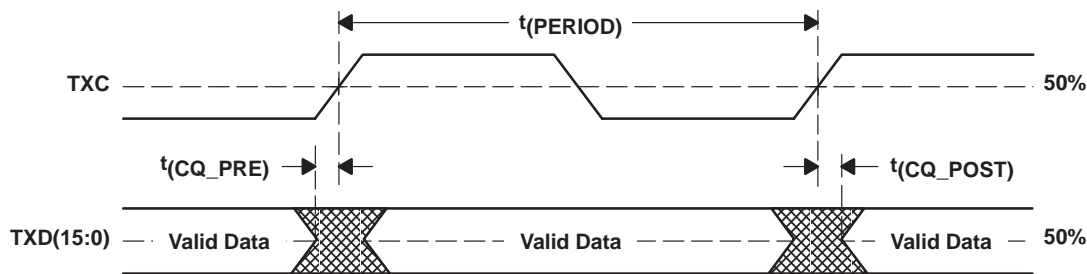 t(PERIOD)
TXC
50%
t(CQ_PRE)
t(CQ_POST)
TXD(15:0)
Valid Data
Valid Data
Valid Data
50%